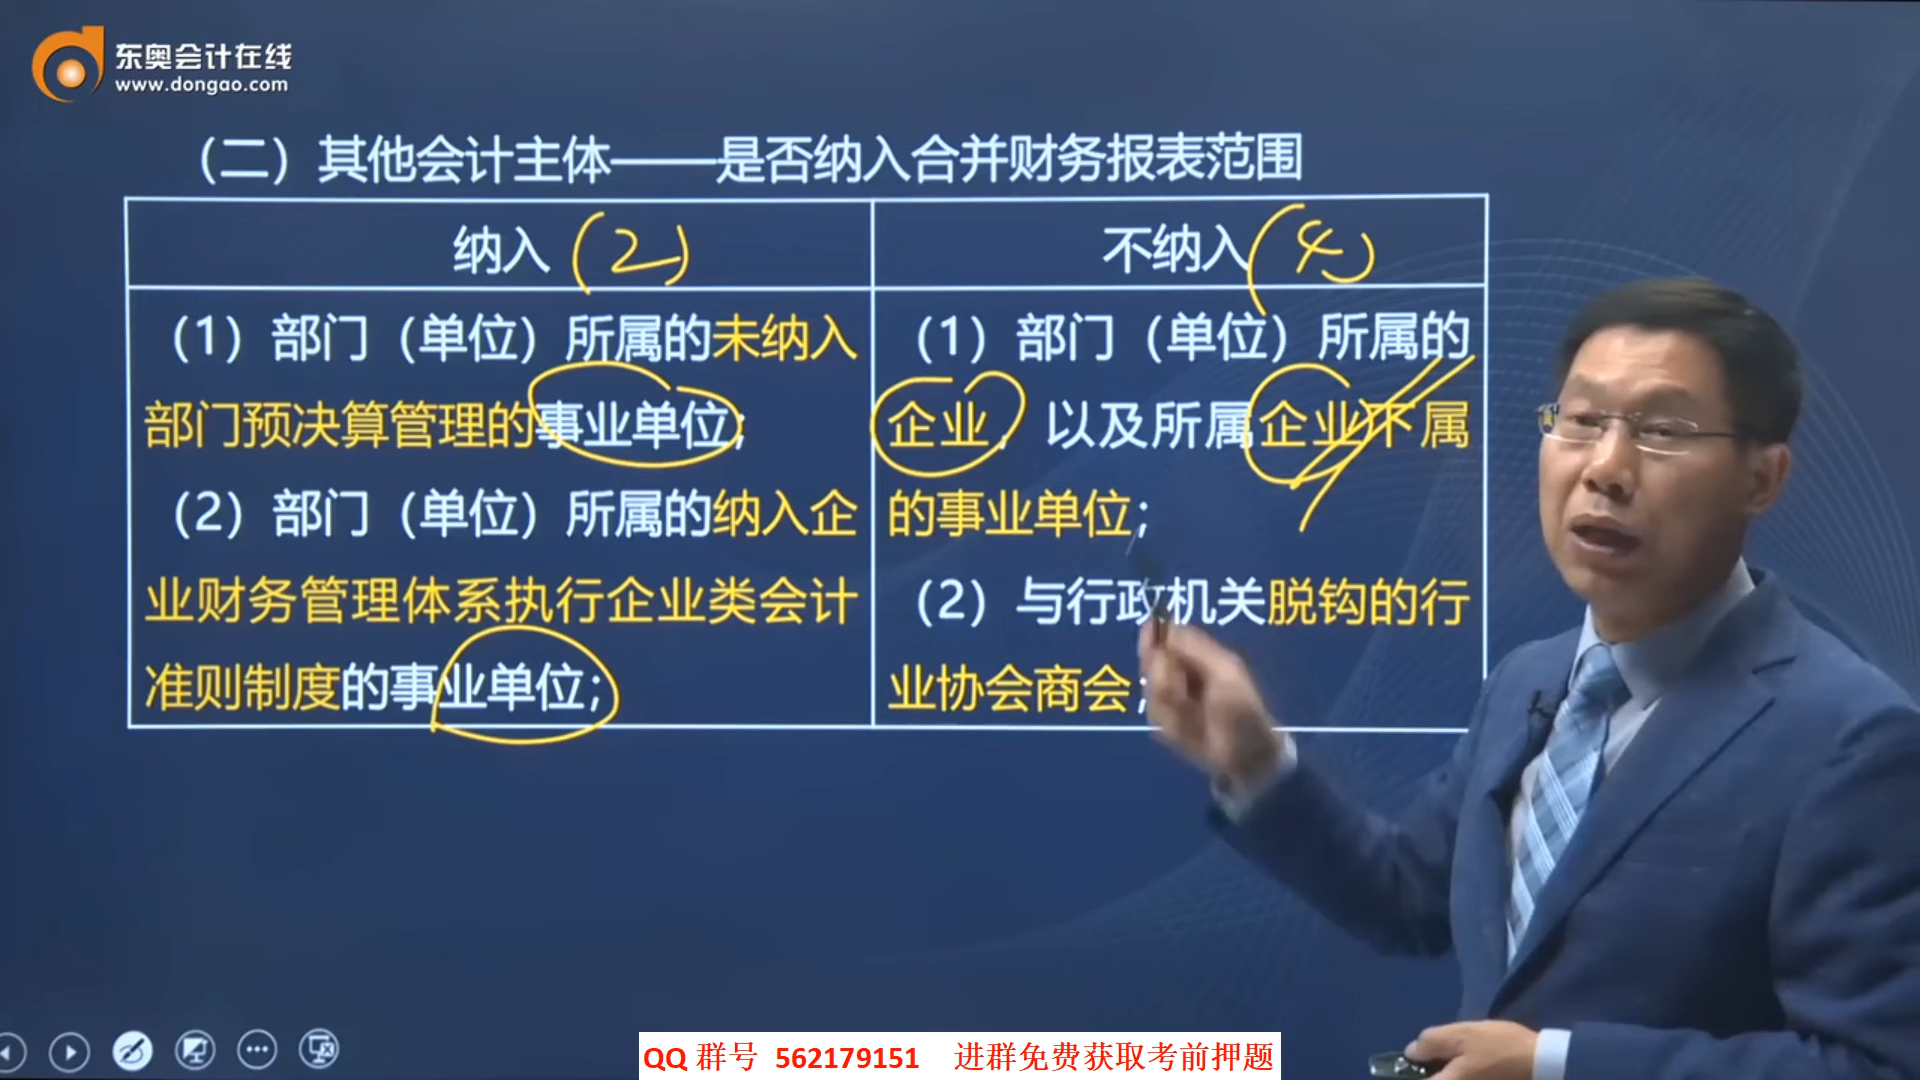 东奥会计在线
www.dongao.com
（二）其他会计主体——是否纳入合并财务报表范围
纳入 (2)
不纳入 (4)
（1）部门（单位）所属的未纳入
部门预决算管理的事业单位；
（2）部门（单位）所属的纳入企
业财务管理体系执行企业类会计
准则制度的事业单位；
（1）部门（单位）所属的
企业，以及所属企业下属
的事业单位；
（2）与行政机关脱钩的行
业协会商会；
QQ 群号 562179151 进群免费获取考前押题